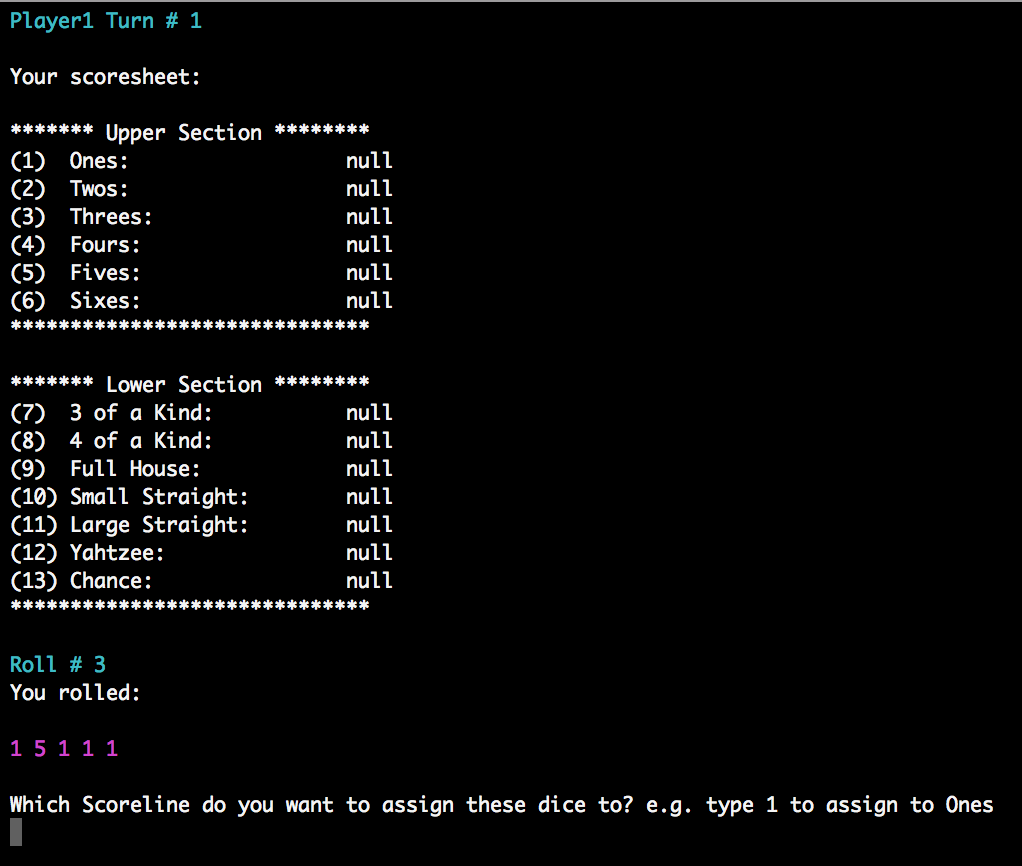 Player1 Turn # 1
Your scoresheet:
******* Upper Section ********
(1) Ones: null
(2) Twos: null
(3) Threes: null
(4) Fours: null
(5) Fives: null
(6) Sixes: null
******************************
******* Lower Section ********
(7) 3 of a Kind: null
(8) 4 of a Kind: null
(9) Full House: null
(10) Small Straight: null
(11) Large Straight: null
(12) Yahtzee: null
(13) Chance: null
******************************
Roll # 3
You rolled:
1 5 1 1 1
Which Scoreline do you want to assign these dice to? e.g. type 1 to assign to Ones